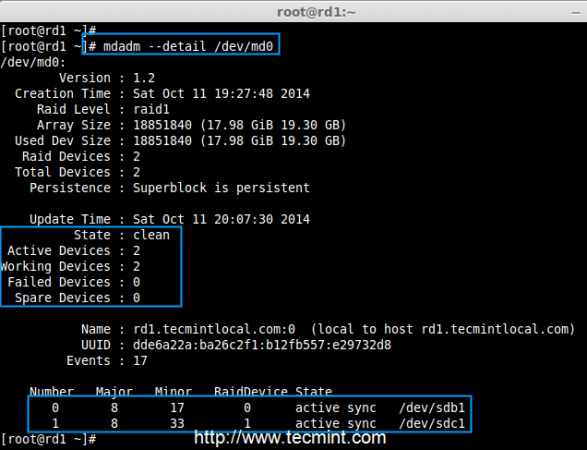 root@rd1:~
[root@rd1 ~]#
[root@rd1 ~]# mdadm --detail /dev/md0
/dev/md0:
Version : 1.2
Creation Time : Sat Oct 11 19:27:48 2014
Raid Level : raid1
Array Size : 18851840 (17.98 GiB 19.30 GB)
Used Dev Size : 18851840 (17.98 GiB 19.30 GB)
Raid Devices : 2
Total Devices : 2
Persistence : Superblock is persistent
Update Time : Sat Oct 11 20:07:30 2014
State : clean
Active Devices : 2
Working Devices : 2
Failed Devices : 0
Spare Devices : 0
Name : rd1.tecmintlocal.com:0 (local to host rd1.tecmintlocal.com)
UUID : dde6a22a:ba26c2f1:b12fb557:e29732d8
Events : 17
Number Major Minor RaidDevice State
0 8 17 0 active sync /dev/sdb1
1 8 33 1 active sync /dev/sdc1
[root@rd1 ~]#
http://www.tecmint.com